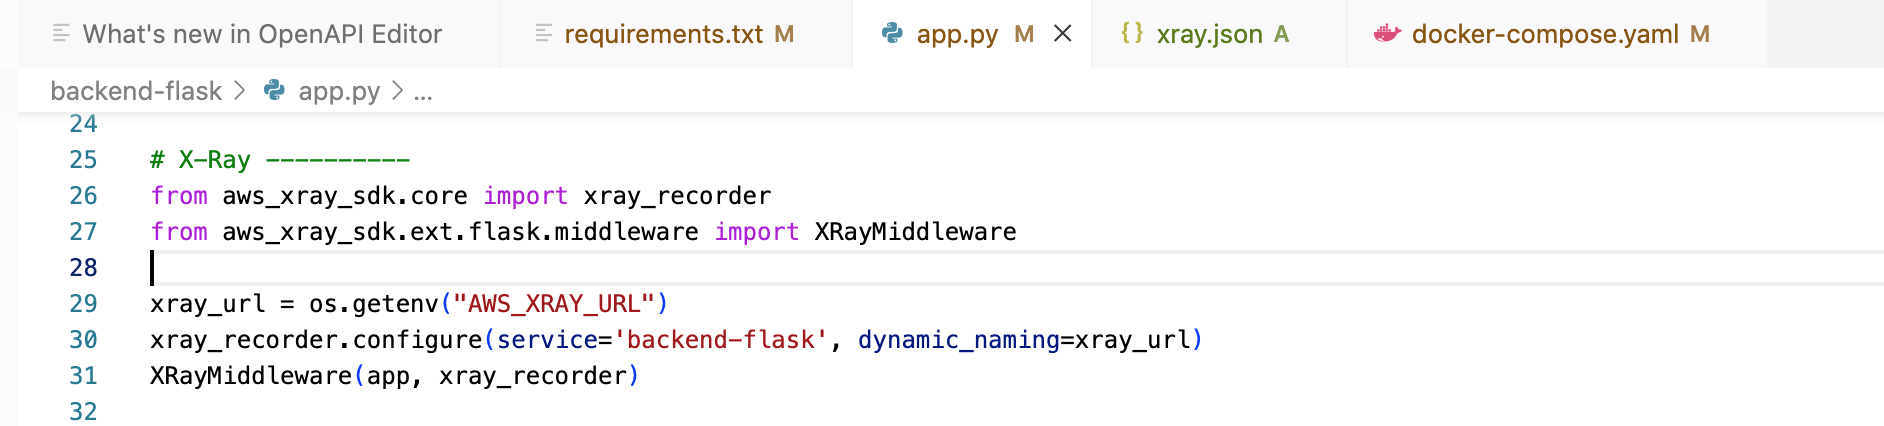 What's new in OpenAPI Editor requirements.txt M app.py M xray.json A docker-compose.yaml M
backend-flask > app.py > ...
24
25 # X-Ray ----------
26 from aws_xray_sdk.core import xray_recorder
27 from aws_xray_sdk.ext.flask.middleware import XRayMiddleware
28
29 xray_url = os.getenv("AWS_XRAY_URL")
30 xray_recorder.configure(service='backend-flask', dynamic_naming=xray_url)
31 XRayMiddleware(app, xray_recorder)
32